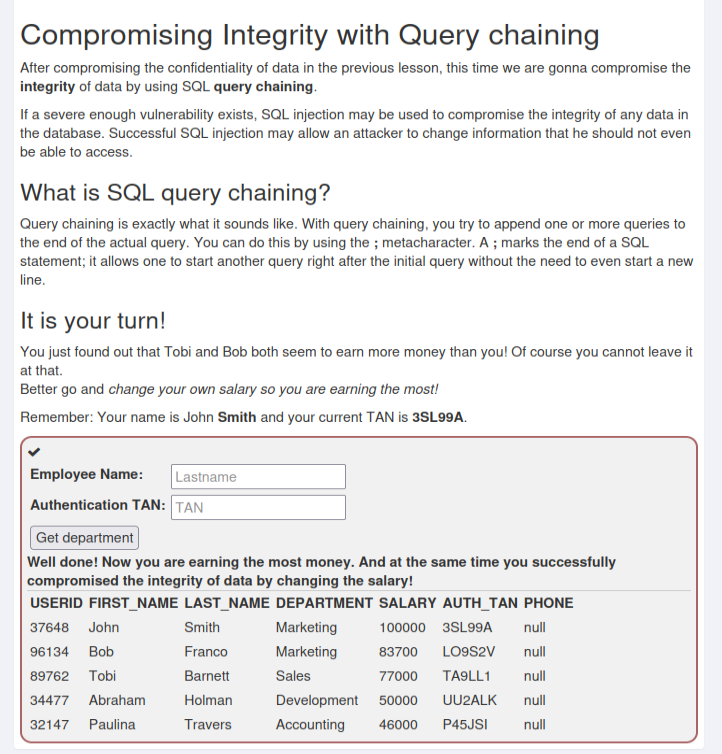 Compromising Integrity with Query chaining
After compromising the confidentiality of data in the previous lesson, this time we are gonna compromise the
integrity of data by using SQL query chaining.
If a severe enough vulnerability exists, SQL injection may be used to compromise the integrity of any data in
the database. Successful SQL injection may allow an attacker to change information that he should not even
be able to access.
What is SQL query chaining?
Query chaining is exactly what it sounds like. With query chaining, you try to append one or more queries to
the end of the actual query. You can do this by using the ; metacharacter. A ; marks the end of a SQL
statement; it allows one to start another query right after the initial query without the need to even start a new
line.
It is your turn!
You just found out that Tobi and Bob both seem to earn more money than you! Of course you cannot leave it
at that.
Better go and change your own salary so you are earning the most!
Remember: Your name is John Smith and your current TAN is 3SL99A.
✔
Employee Name: Lastname
Authentication TAN: TAN
Get department
Well done! Now you are earning the most money. And at the same time you successfully
compromised the integrity of data by changing the salary!
USERID FIRST_NAME LAST_NAME DEPARTMENT SALARY AUTH_TAN PHONE
37648 John Smith Marketing 100000 3SL99A null
96134 Bob Franco Marketing 83700 LO9S2V null
89762 Tobi Barnett Sales 77000 TA9LL1 null
34477 Abraham Holman Development 50000 UU2ALK null
32147 Paulina Travers Accounting 46000 P45JSI null